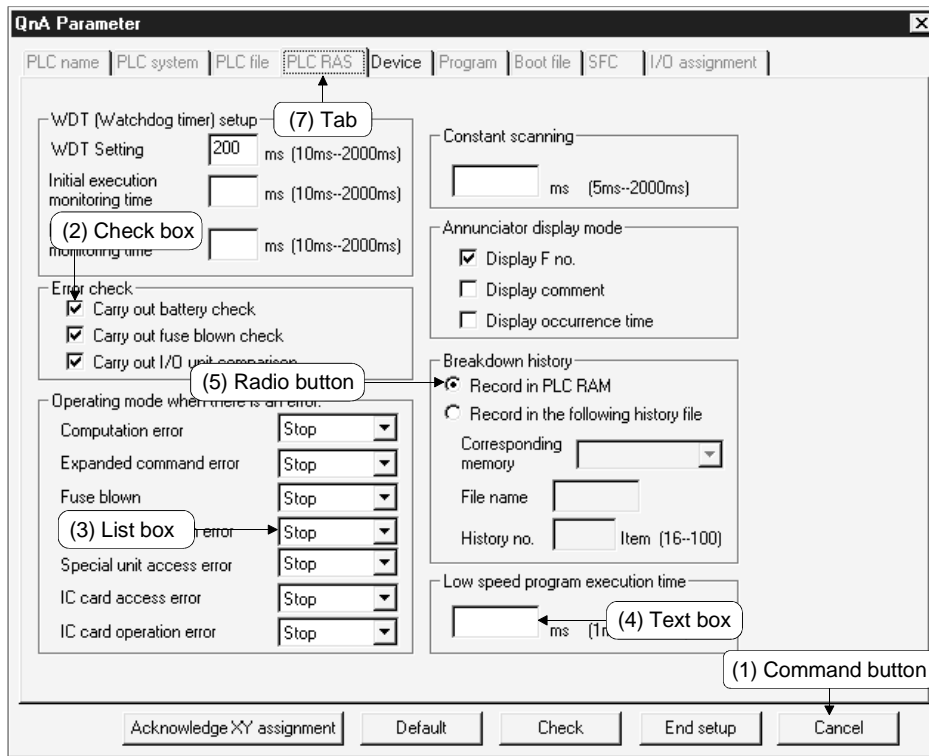 QnA Parameter
PLC name PLC system PLC file PLC RAS Device Program Boot file SFC I/O assignment
(7) Tab
WDT (Watchdog timer) setup
WDT Setting 200 ms (10ms--2000ms)
Initial execution
monitoring time ms (10ms--2000ms)
(2) Check box
monitoring time ms (10ms--2000ms)
Error check
Carry out battery check
Carry out fuse blown check
Carry out I/O unit comparison
(5) Radio button
Operating mode when there is an error.
Computation error Stop
Expanded command error Stop
Fuse blown Stop
(3) List box error Stop
Special unit access error Stop
IC card access error Stop
IC card operation error Stop
Constant scanning
ms (5ms--2000ms)
Annunciator display mode
Display F no.
Display comment
Display occurrence time
Breakdown history
Record in PLC RAM
Record in the following history file
Corresponding
memory
File name
History no. Item (16--100)
Low speed program execution time
ms (1m
(4) Text box
(1) Command button
Acknowledge XY assignment Default Check End setup Cancel